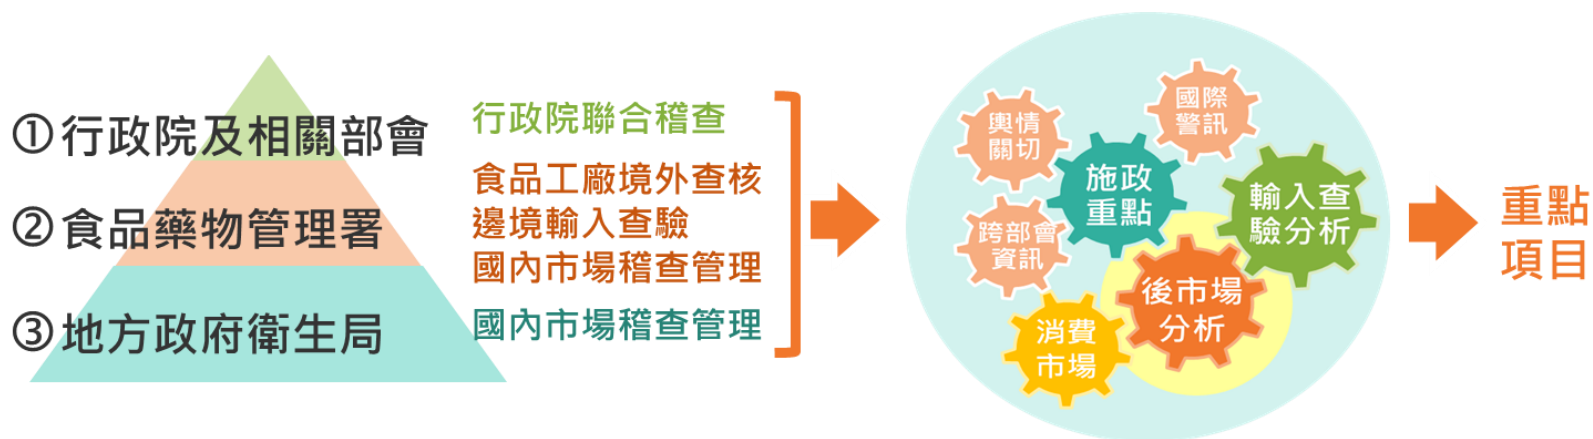 ①行政院及相關部會
②食品藥物管理署
③地方政府衛生局
行政院聯合稽查
食品工廠境外查核
邊境輸入查驗
國內市場稽查管理
國內市場稽查管理
輿情
關切
國際
警訊
施政
重點
輸入查
驗分析
跨部會
資訊
後市場
分析
消費
市場
重點
項目